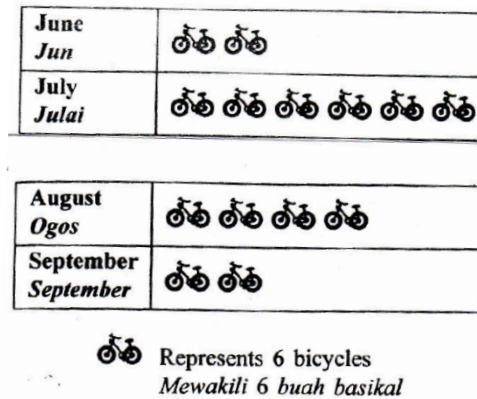 June
Jun
July
Julai
August
Ogos
September
September
Represents 6 bicycles
Mewakili 6 buah basikal